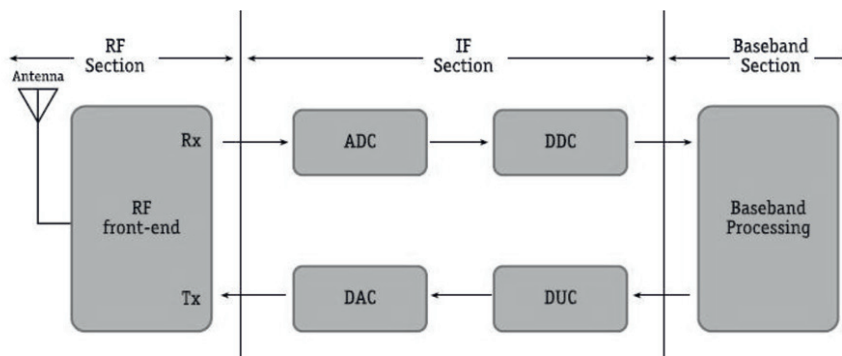 RF
Section
IF
Section
Baseband
Section
Antenna
Rx
ADC
DDC
RF
front-end
Baseband
Processing
Tx
DAC
DUC